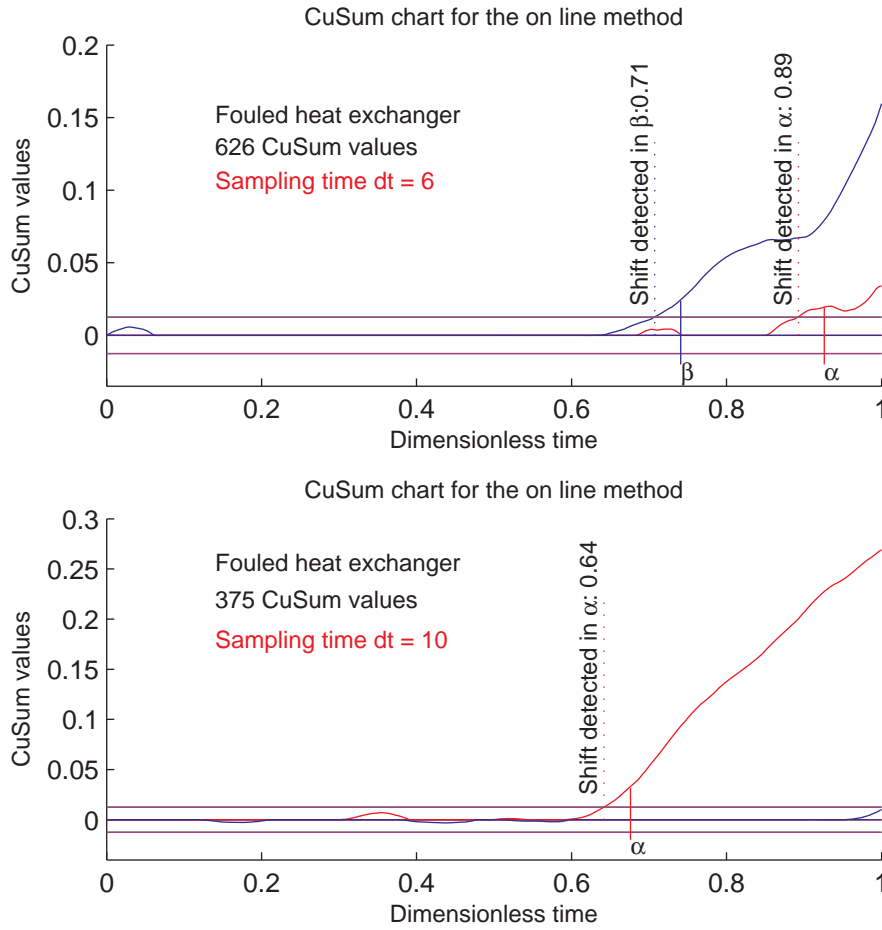 CuSum chart for the on line method
0.2
0.15
0.1
0.05
0
CuSum values
Fouled heat exchanger
626 CuSum values
Sampling time dt = 6
Shift detected in β:0.71
Shift detected in α: 0.89
β
α
0 0.2 0.4 0.6 0.8 1
Dimensionless time
CuSum chart for the on line method
0.3
0.25
0.2
0.15
0.1
0.05
0
CuSum values
Fouled heat exchanger
375 CuSum values
Sampling time dt = 10
Shift detected in α: 0.64
α
0 0.2 0.4 0.6 0.8 1
Dimensionless time